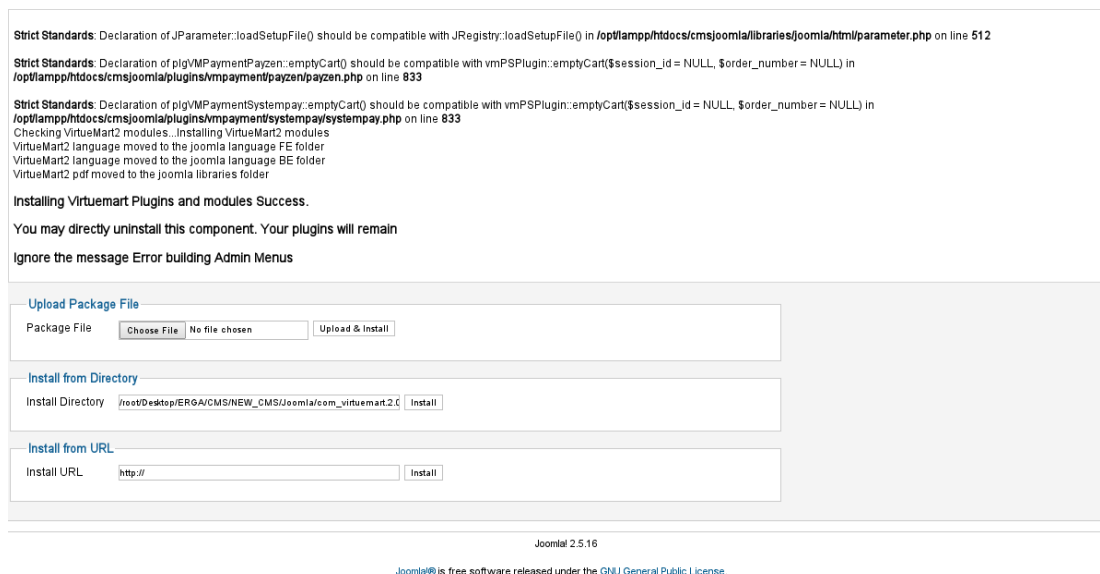 Strict Standards: Declaration of JParameter::loadSetupFile() should be compatible with JRegistry::loadSetupFile() in /opt/lampp/htdocs/cmsjoomla/libraries/joomla/html/parameter.php on line 512
Strict Standards: Declaration of plgVMPaymentPayzen::emptyCart() should be compatible with vmPSPlugin::emptyCart($session_id = NULL, $order_number = NULL) in
/opt/lampp/htdocs/cmsjoomla/plugins/vmpayment/payzen/payzen.php on line 833
Strict Standards: Declaration of plgVMPaymentSystempay::emptyCart() should be compatible with vmPSPlugin::emptyCart($session_id = NULL, $order_number = NULL) in
/opt/lampp/htdocs/cmsjoomla/plugins/vmpayment/systempay/systempay.php on line 833
Checking VirtueMart2 modules...Installing VirtueMart2 modules
VirtueMart2 language moved to the joomla language FE folder
VirtueMart2 language moved to the joomla language BE folder
VirtueMart2 pdf moved to the joomla libraries folder
Installing Virtuemart Plugins and modules Success.
You may directly uninstall this component. Your plugins will remain
Ignore the message Error building Admin Menus
Upload Package File
Package File Choose File No file chosen Upload & Install
Install from Directory
Install Directory /root/Desktop/ERGA/CMS/NEW_CMS/Joomla/com_virtuemart.2.0 Install
Install from URL
Install URL http:// Install
Joomla! 2.5.16
Joomla!® is free software released under the GNU General Public License